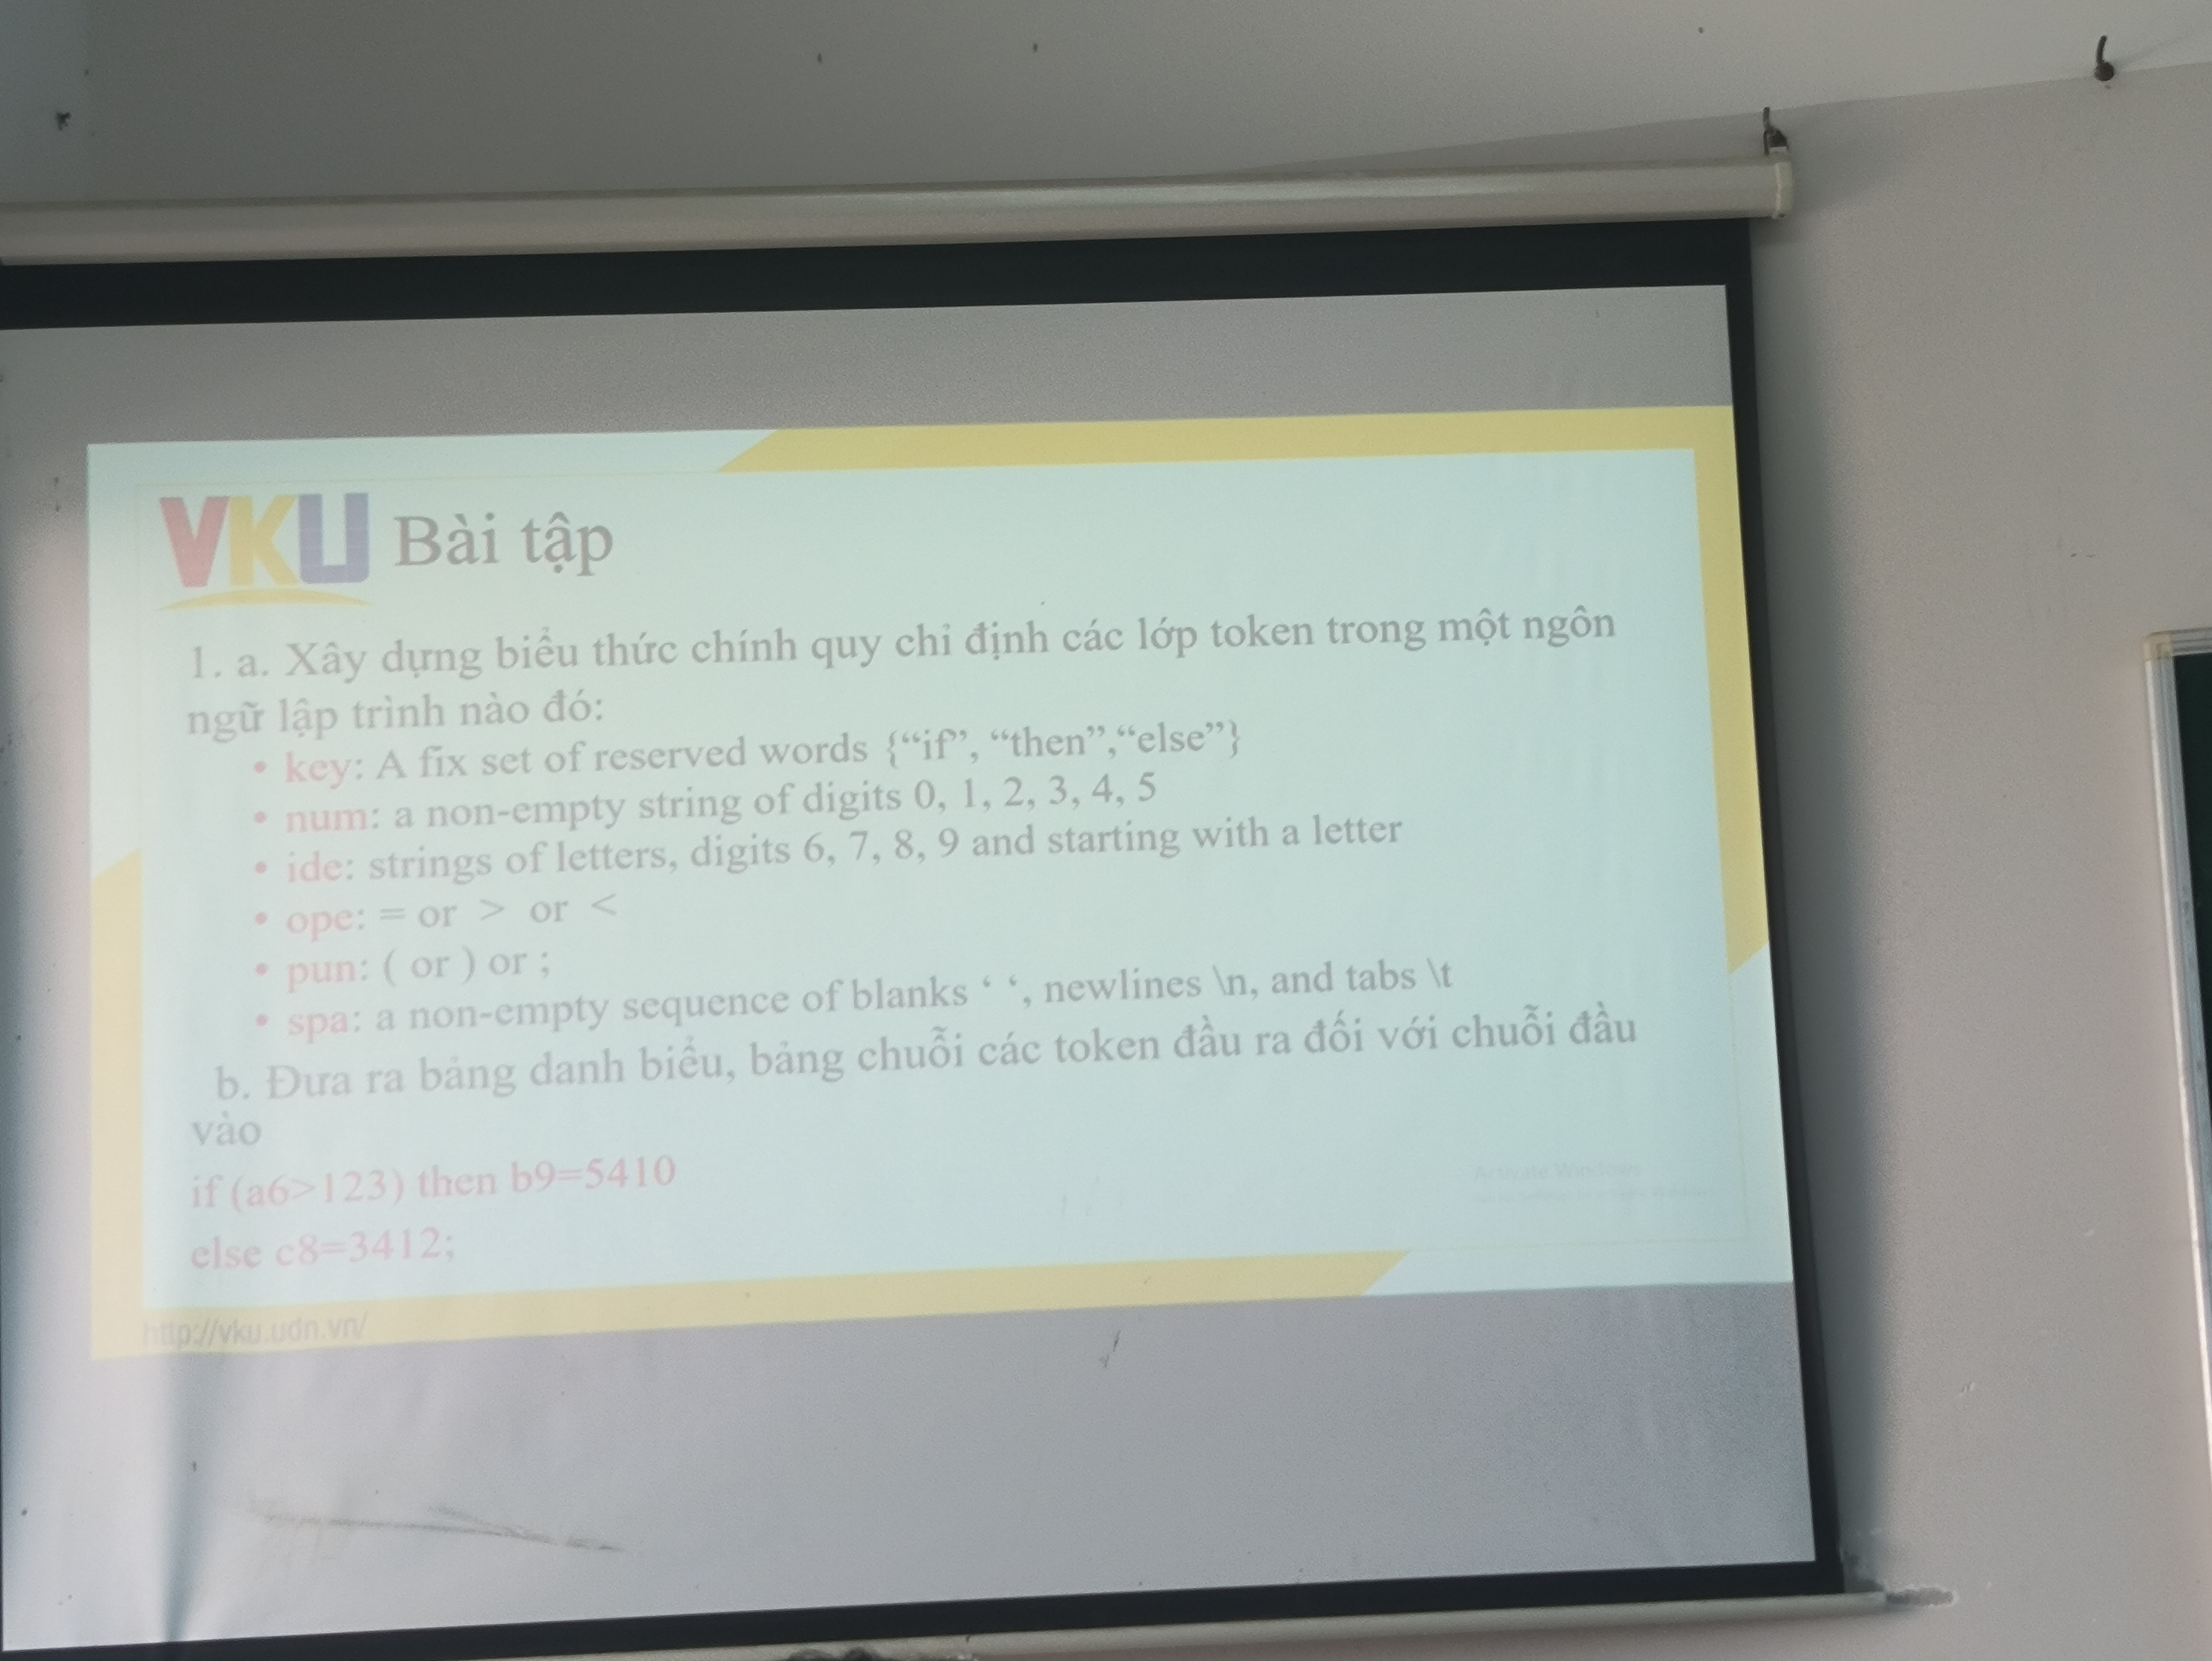 VKU Bài tập
1. a. Xây dựng biểu thức chính quy chỉ định các lớp token trong một ngôn
ngữ lập trình nào đó:
• key: A fix set of reserved words {“if”, “then”,“else”}
• num: a non-empty string of digits 0, 1, 2, 3, 4, 5
• ide: strings of letters, digits 6, 7, 8, 9 and starting with a letter
• ope: = or > or <
• pun: ( or ) or ;
• spa: a non-empty sequence of blanks ‘ ‘, newlines \n, and tabs \t
b. Đưa ra bảng danh biểu, bảng chuỗi các token đầu ra đối với chuỗi đầu
vào
if (a6>123) then b9=5410
else c8=3412;
Activate Windows
http://vku.udn.vn/